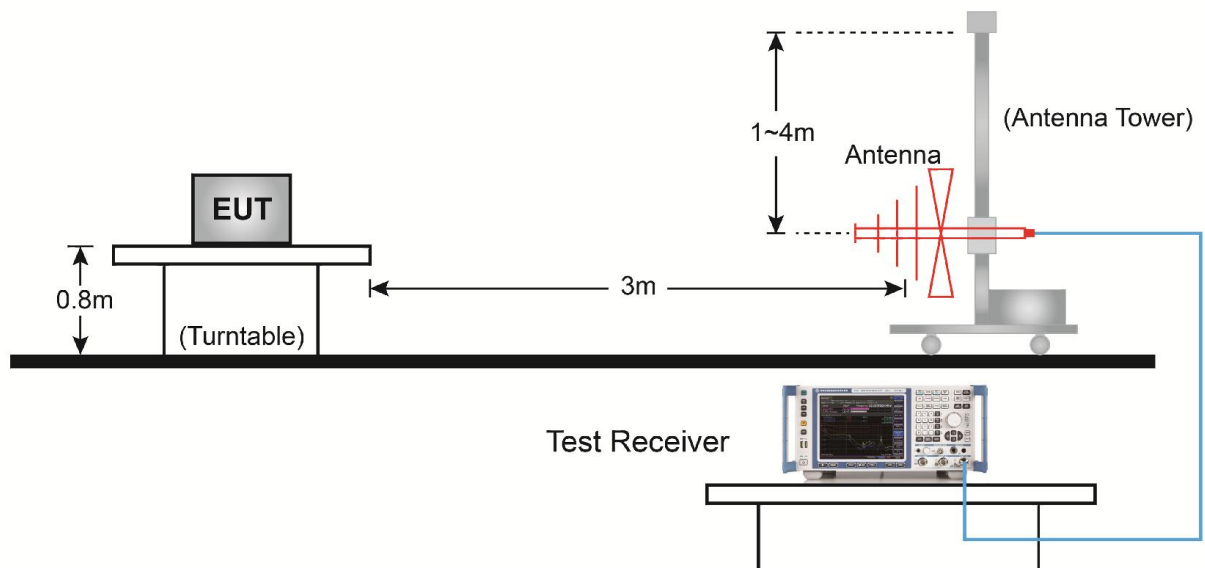 1~4m
(Antenna Tower)
Antenna
EUT
0.8m
3m
(Turntable)
Test Receiver